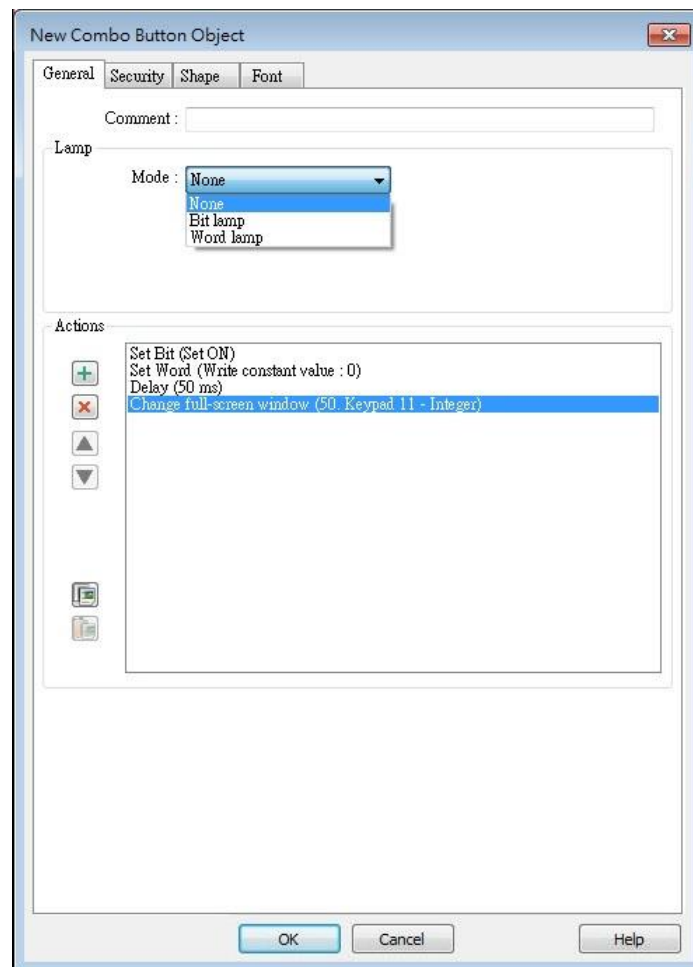 New Combo Button Object
General Security Shape Font
Comment :
Lamp
Mode : None
None
Bit lamp
Word lamp
Actions
Set Bit (Set ON)
Set Word (Write constant value : 0)
Delay (50 ms)
Change full-screen window (50. Keypad 11 - Integer)
OK Cancel Help